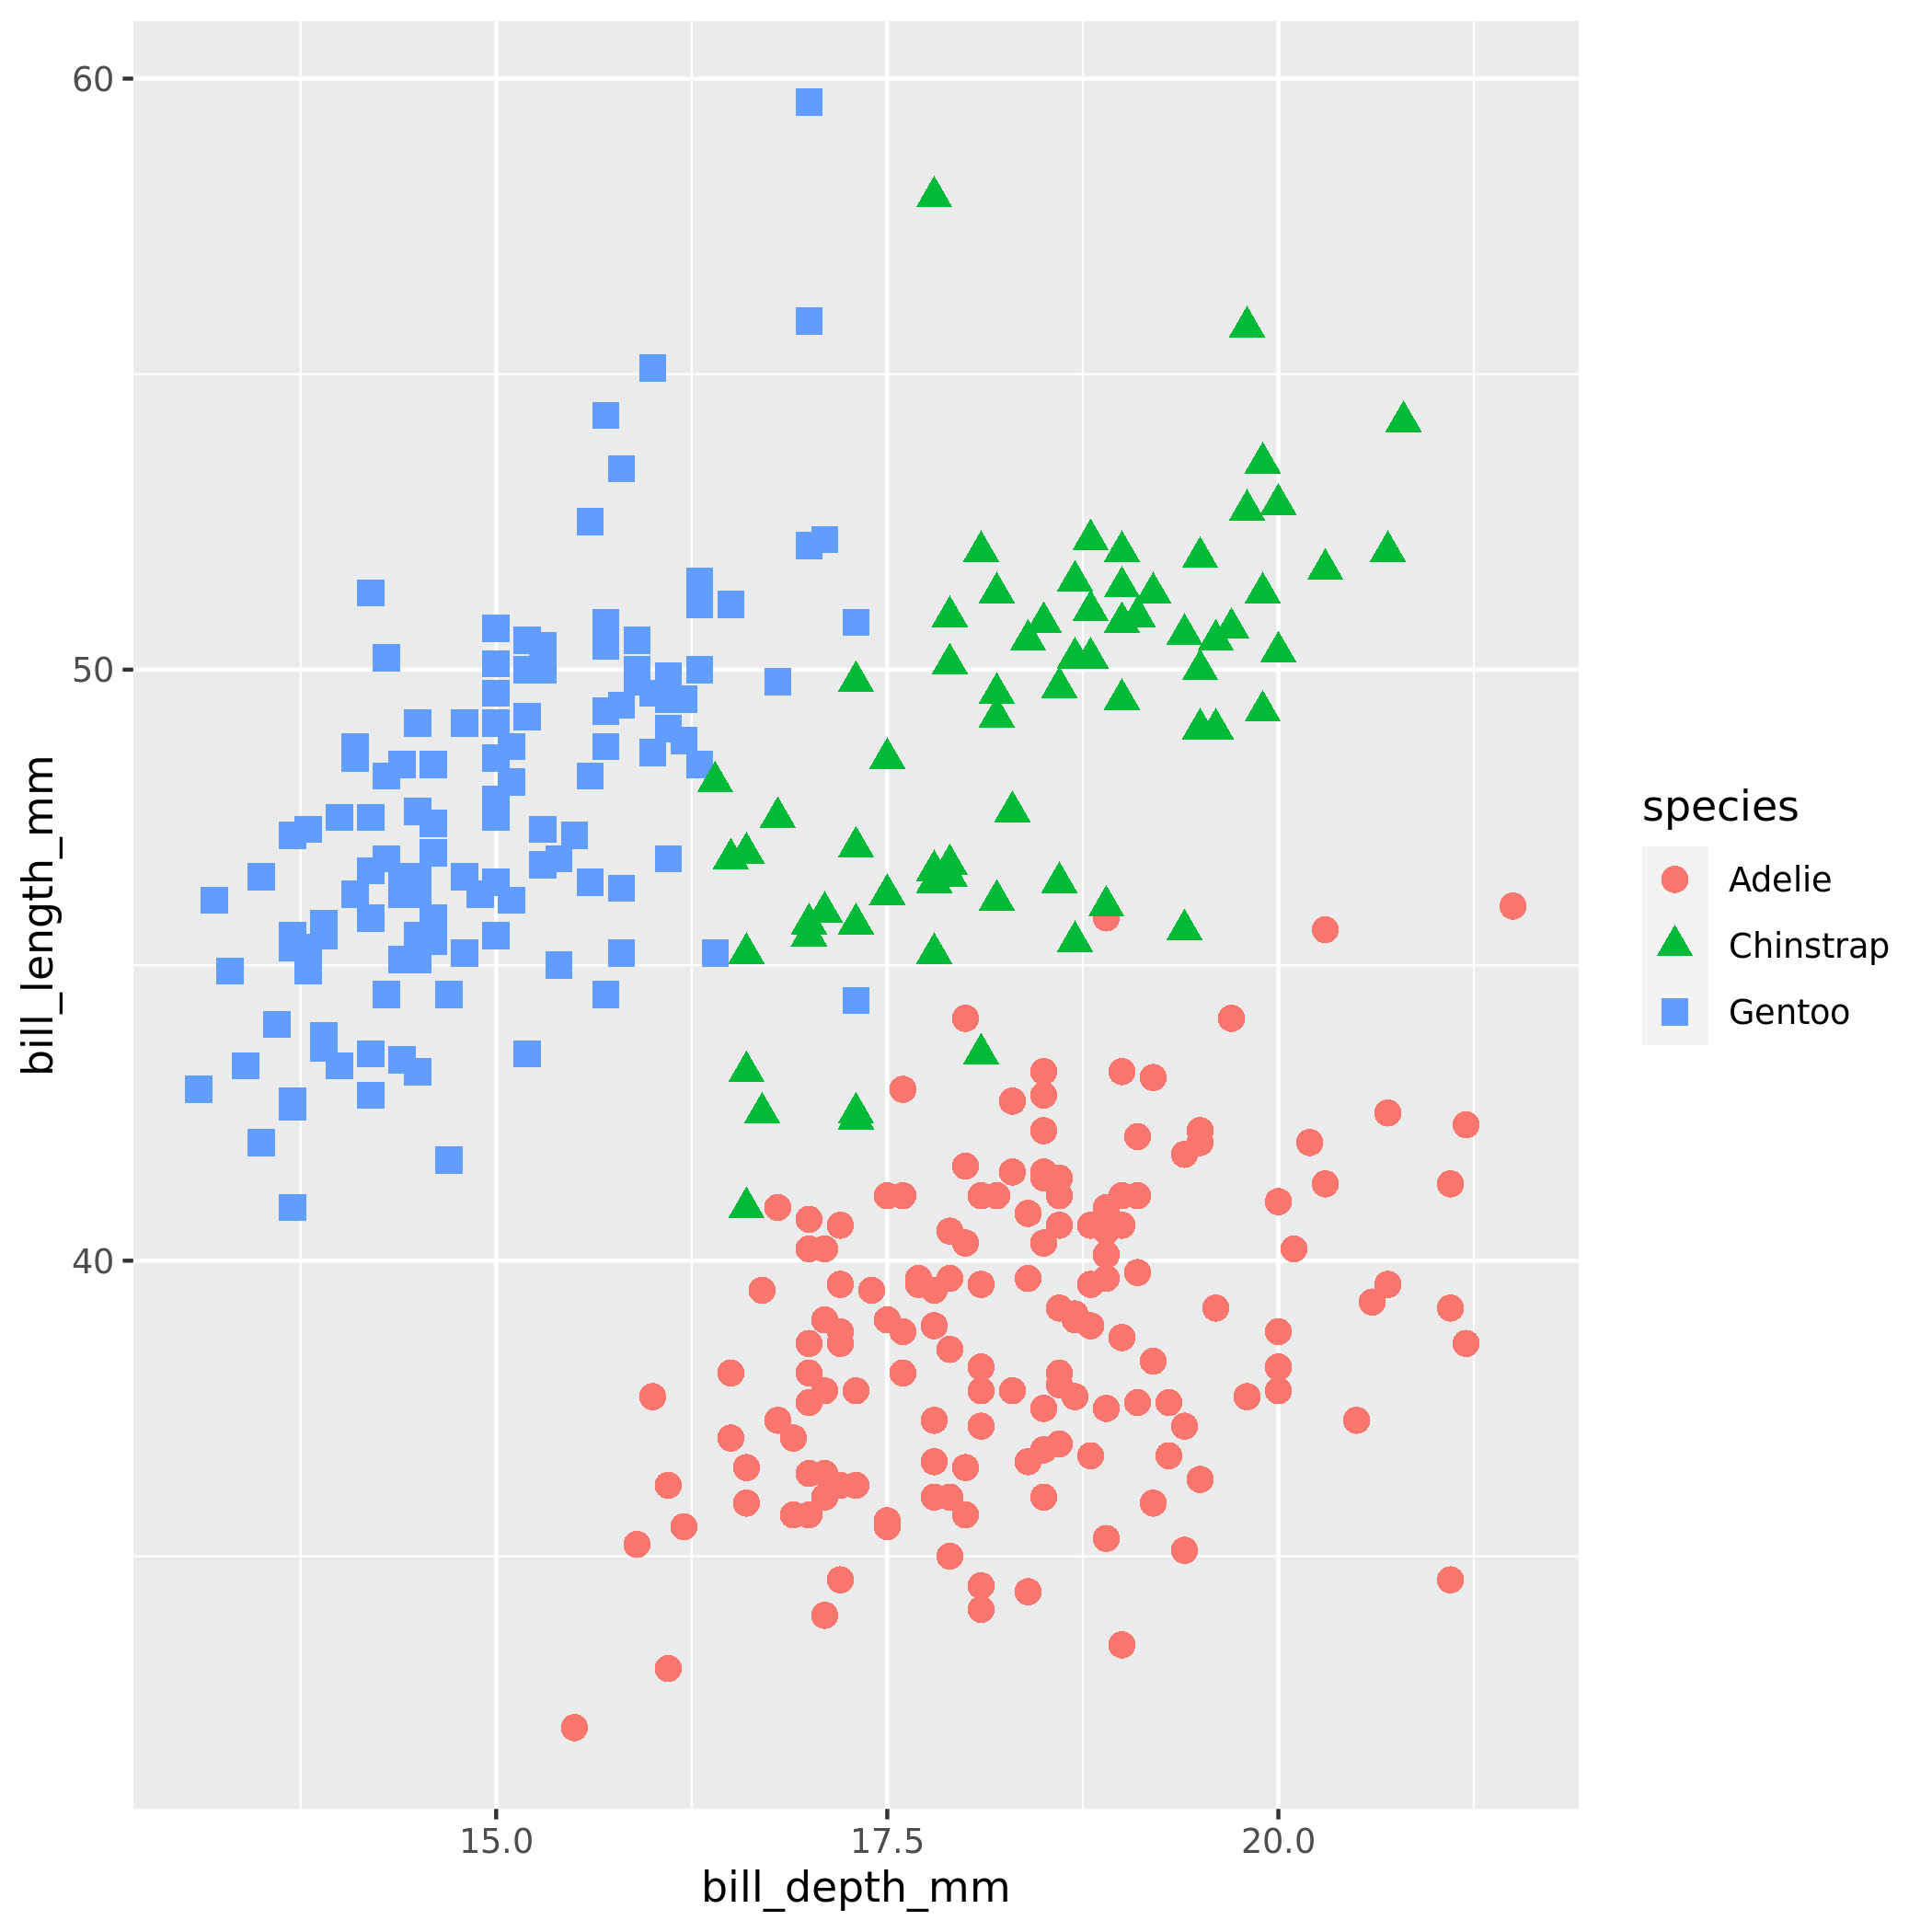 60
50
40
bill_length_mm
15.0 17.5 20.0
bill_depth_mm
species
Adelie
Chinstrap
Gentoo